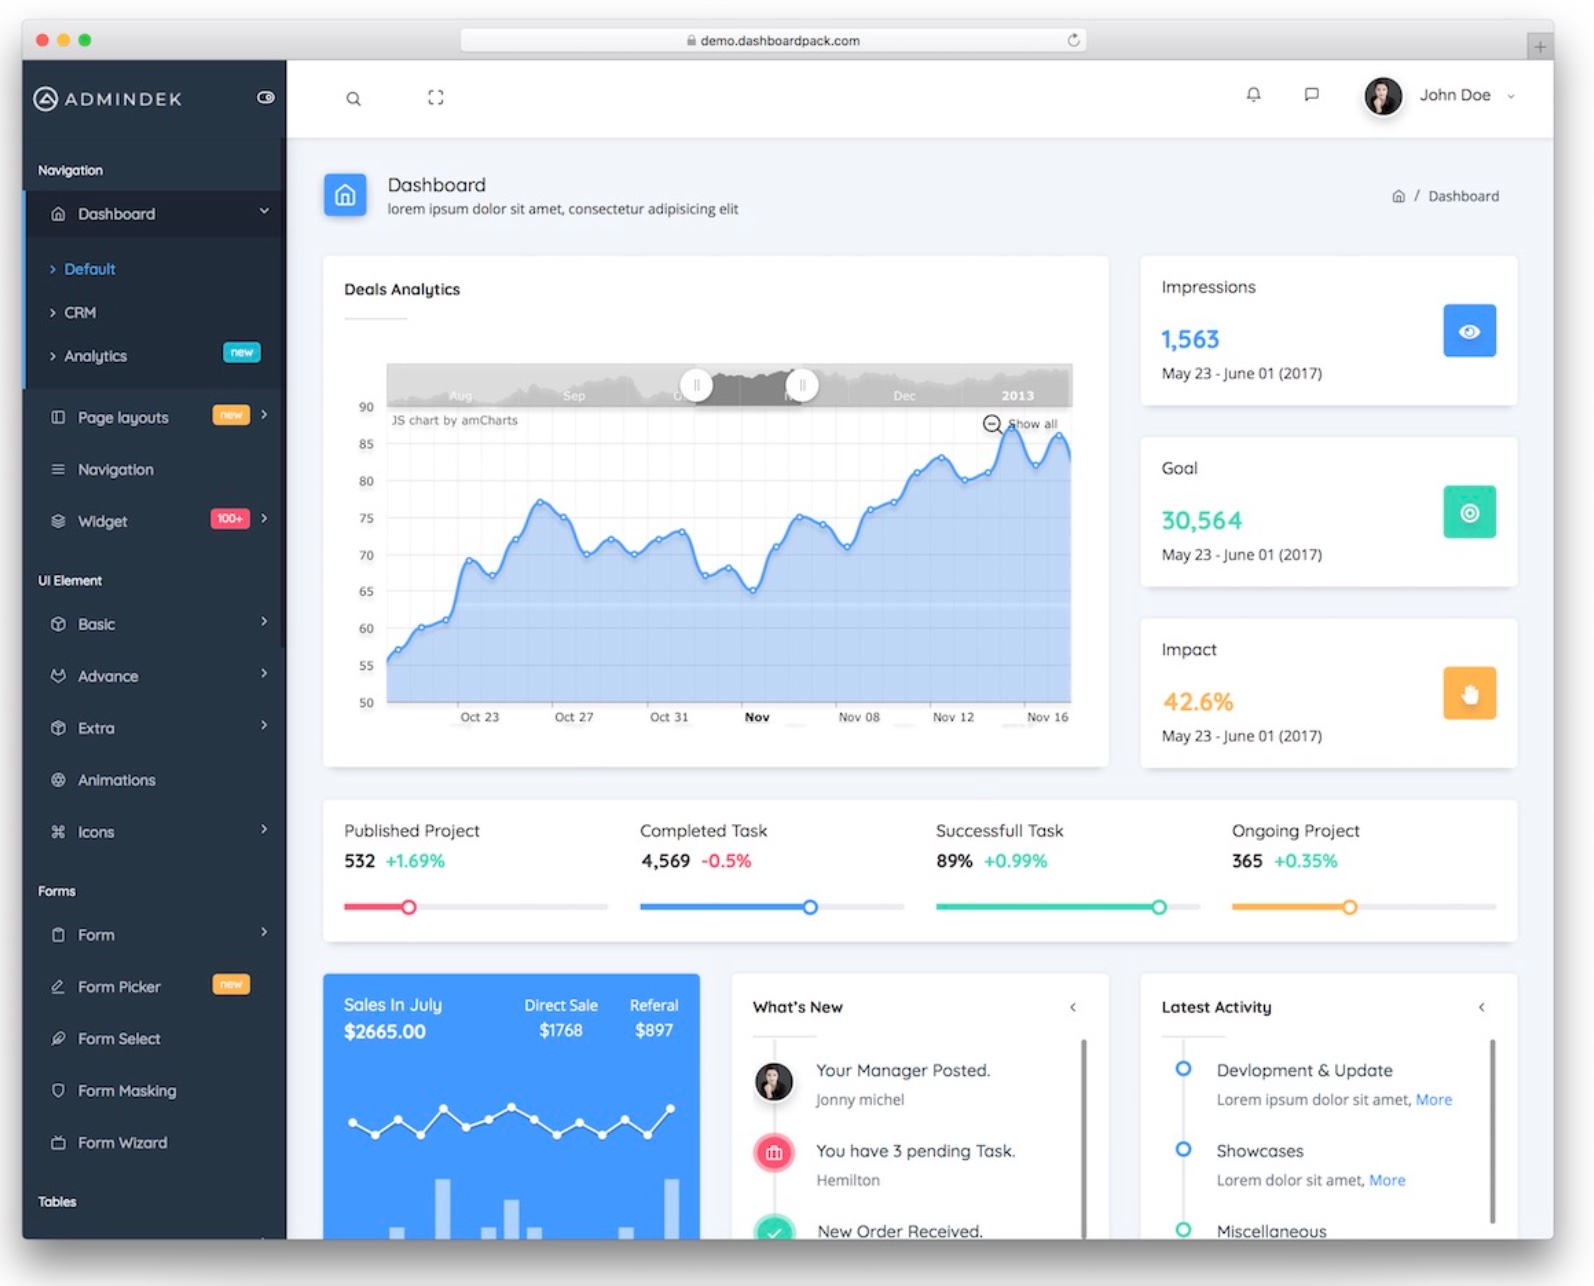 demo.dashboardpack.com
ADMINDEK
John Doe
Navigation
Dashboard
Default
CRM
Analytics
new
Page layouts
new
Navigation
Widget
100+
UI Element
Basic
Advance
Extra
Animations
Icons
Forms
Form
Form Picker
new
Form Select
Form Masking
Form Wizard
Tables
Dashboard
lorem ipsum dolor sit amet, consectetur adipisicing elit
/ Dashboard
Deals Analytics
Aug Sep Dec 2013
JS chart by amCharts
Show all
90
85
80
75
70
65
60
55
50
Oct 23 Oct 27 Oct 31 Nov Nov 08 Nov 12 Nov 16
Impressions
1,563
May 23 - June 01 (2017)
Goal
30,564
May 23 - June 01 (2017)
Impact
42.6%
May 23 - June 01 (2017)
Published Project
532 +1.69%
Completed Task
4,569 -0.5%
Successfull Task
89% +0.99%
Ongoing Project
365 +0.35%
Sales In July
$2665.00
Direct Sale
$1768
Referal
$897
What's New
Your Manager Posted.
Jonny michel
You have 3 pending Task.
Hemilton
New Order Received.
Latest Activity
Devlopment & Update
Lorem ipsum dolor sit amet, More
Showcases
Lorem dolor sit amet, More
Miscellaneous